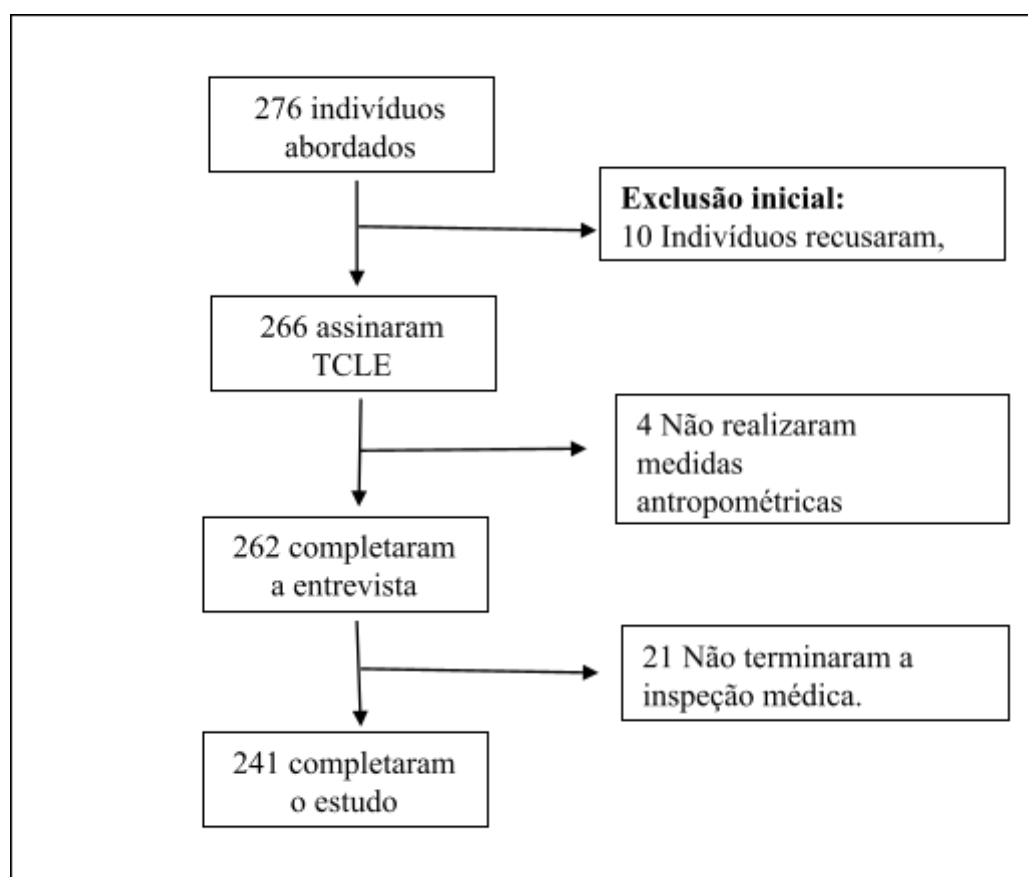 276 indivíduos
abordados
Exclusão inicial:
10 Indivíduos recusaram,
266 assinaram
TCLE
4 Não realizaram
medidas
antropométricas
262 completaram
a entrevista
21 Não terminaram a
inspeção médica.
241 completaram
o estudo